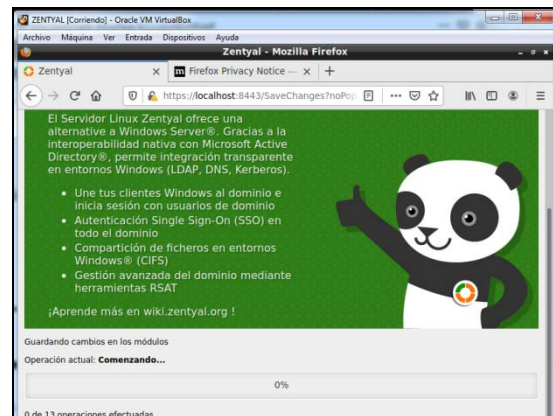 ZENTYAL [Corriendo] - Oracle VM VirtualBox
Archivo Máquina Ver Entrada Dispositivos Ayuda
Zentyal - Mozilla Firefox
Zentyal
Firefox Privacy Notice —
https://localhost:8443/SaveChanges?noPop
El Servidor Linux Zentyal ofrece una
alternative a Windows Server®. Gracias a la
interoperabilidad nativa con Microsoft Active
Directory®, permite integración transparente
en entornos Windows (LDAP, DNS, Kerberos).
• Une tus clientes Windows al dominio e
inicia sesión con usuarios de dominio
• Autenticación Single Sign-On (SSO) en
todo el dominio
• Compartición de ficheros en entornos
Windows® (CIFS)
• Gestión avanzada del dominio mediante
herramientas RSAT
¡Aprende más en wiki.zentyal.org !
Guardando cambios en los módulos
Operación actual: Comenzando...
0%
0 de 13 operaciones efectuadas